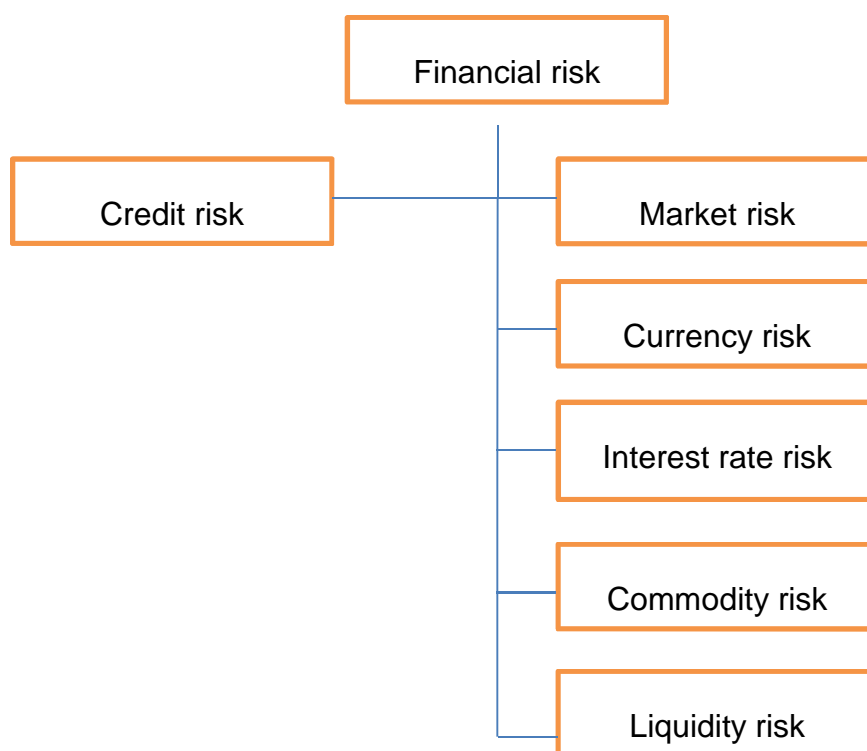 Financial risk
Credit risk
Market risk
Currency risk
Interest rate risk
Commodity risk
Liquidity risk